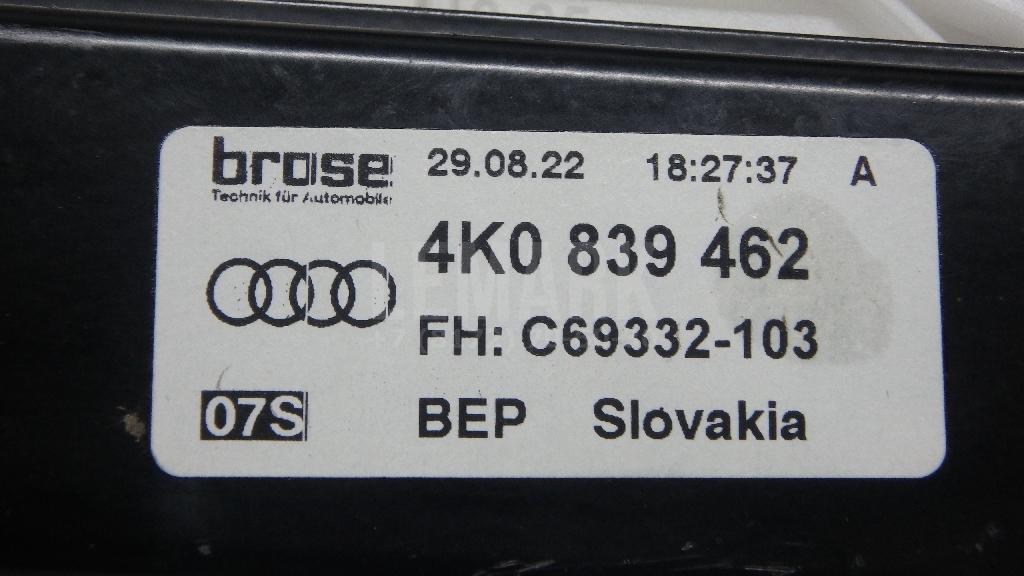 brose 29.08.22 18:27:37 A
Technik für Automobile
4K0 839 462
LEMARK
FH: C69332-103
07S BEP Slovakia